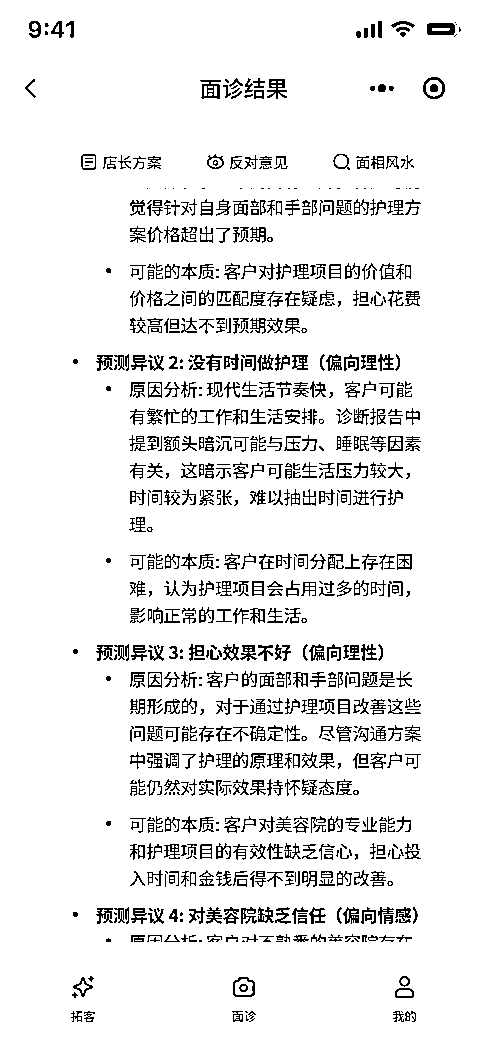 9:41
面诊结果
店长方案 反对意见 面相风水
觉得针对自身面部和手部问题的护理方
案价格超出了预期。
• 可能的本质: 客户对护理项目的价值和
价格之间的匹配度存在疑虑，担心花费
较高但达不到预期效果。
• 预测异议 2: 没有时间做护理（偏向理性）
• 原因分析: 现代生活节奏快，客户可能
有繁忙的工作和生活安排。诊断报告中
提到额头暗沉可能与压力、睡眠等因素
有关，这暗示客户可能生活压力较大，
时间较为紧张，难以抽出时间进行护
理。
• 可能的本质: 客户在时间分配上存在困
难，认为护理项目会占用过多的时间，
影响正常的工作和生活。
• 预测异议 3: 担心效果不好（偏向理性）
• 原因分析: 客户的面部和手部问题是长
期形成的，对于通过护理项目改善这些
问题可能存在不确定性。尽管沟通方案
中强调了护理的原理和效果，但客户可
能仍然对实际效果持怀疑态度。
• 可能的本质: 客户对美容院的专业能力
和护理项目的有效性缺乏信心，担心投
入时间和金钱后得不到明显的改善。
• 预测异议 4: 对美容院缺乏信任（偏向情感）
• 原因分析: 客户对不熟悉的美容院存在
拓客 面诊 我的